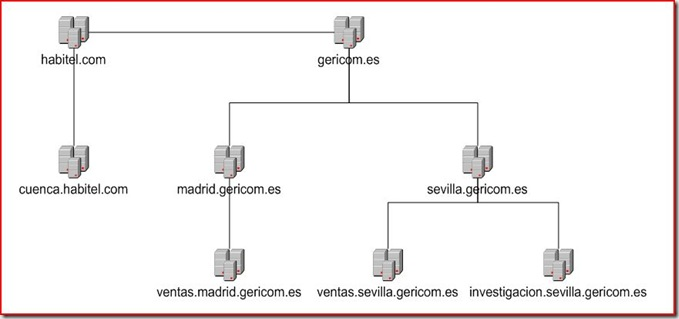 habitel.com
gericom.es
cuenca.habitel.com
madrid.gericom.es
sevilla.gericom.es
ventas.madrid.gericom.es
ventas.sevilla.gericom.es
investigacion.sevilla.gericom.es